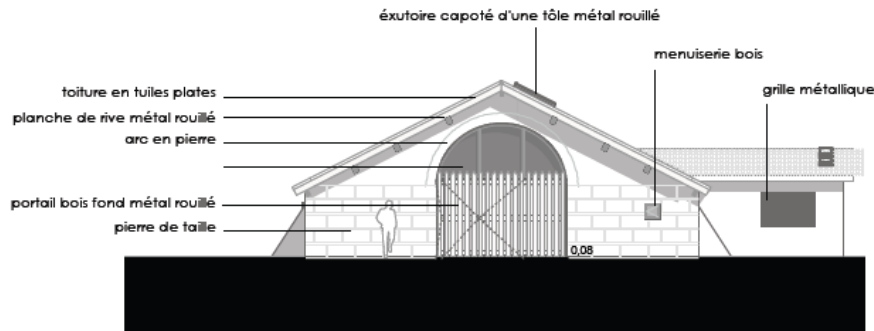 éxutoire capoté d'une tôle métal rouillé
menuiserie bois
grille métallique
toiture en tuiles plates
planche de rive métal rouillé
arc en pierre
portail bois fond métal rouillé
pierre de taille
0,08